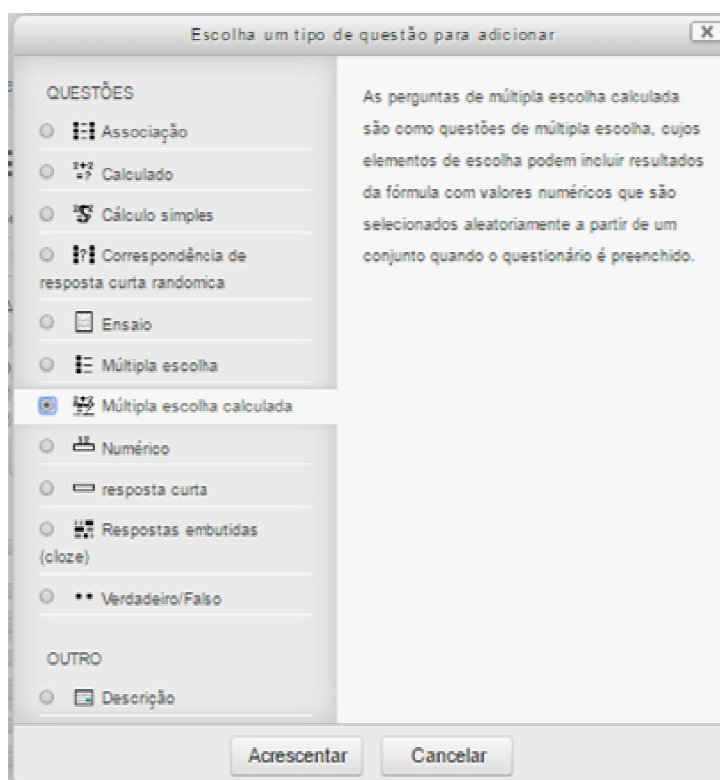 Escolha um tipo de questão para adicionar
QUESTÕES
Associação
Calculado
Cálculo simples
Correspondência de
resposta curta randomica
Ensaio
Múltipla escolha
Múltipla escolha calculada
Numérico
resposta curta
Respostas embutidas
(cloze)
Verdadeiro/Falso
OUTRO
Descrição
As perguntas de múltipla escolha calculada
são como questões de múltipla escolha, cujos
elementos de escolha podem incluir resultados
da fórmula com valores numéricos que são
selecionados aleatoriamente a partir de um
conjunto quando o questionário é preenchido.
Acrescentar
Cancelar